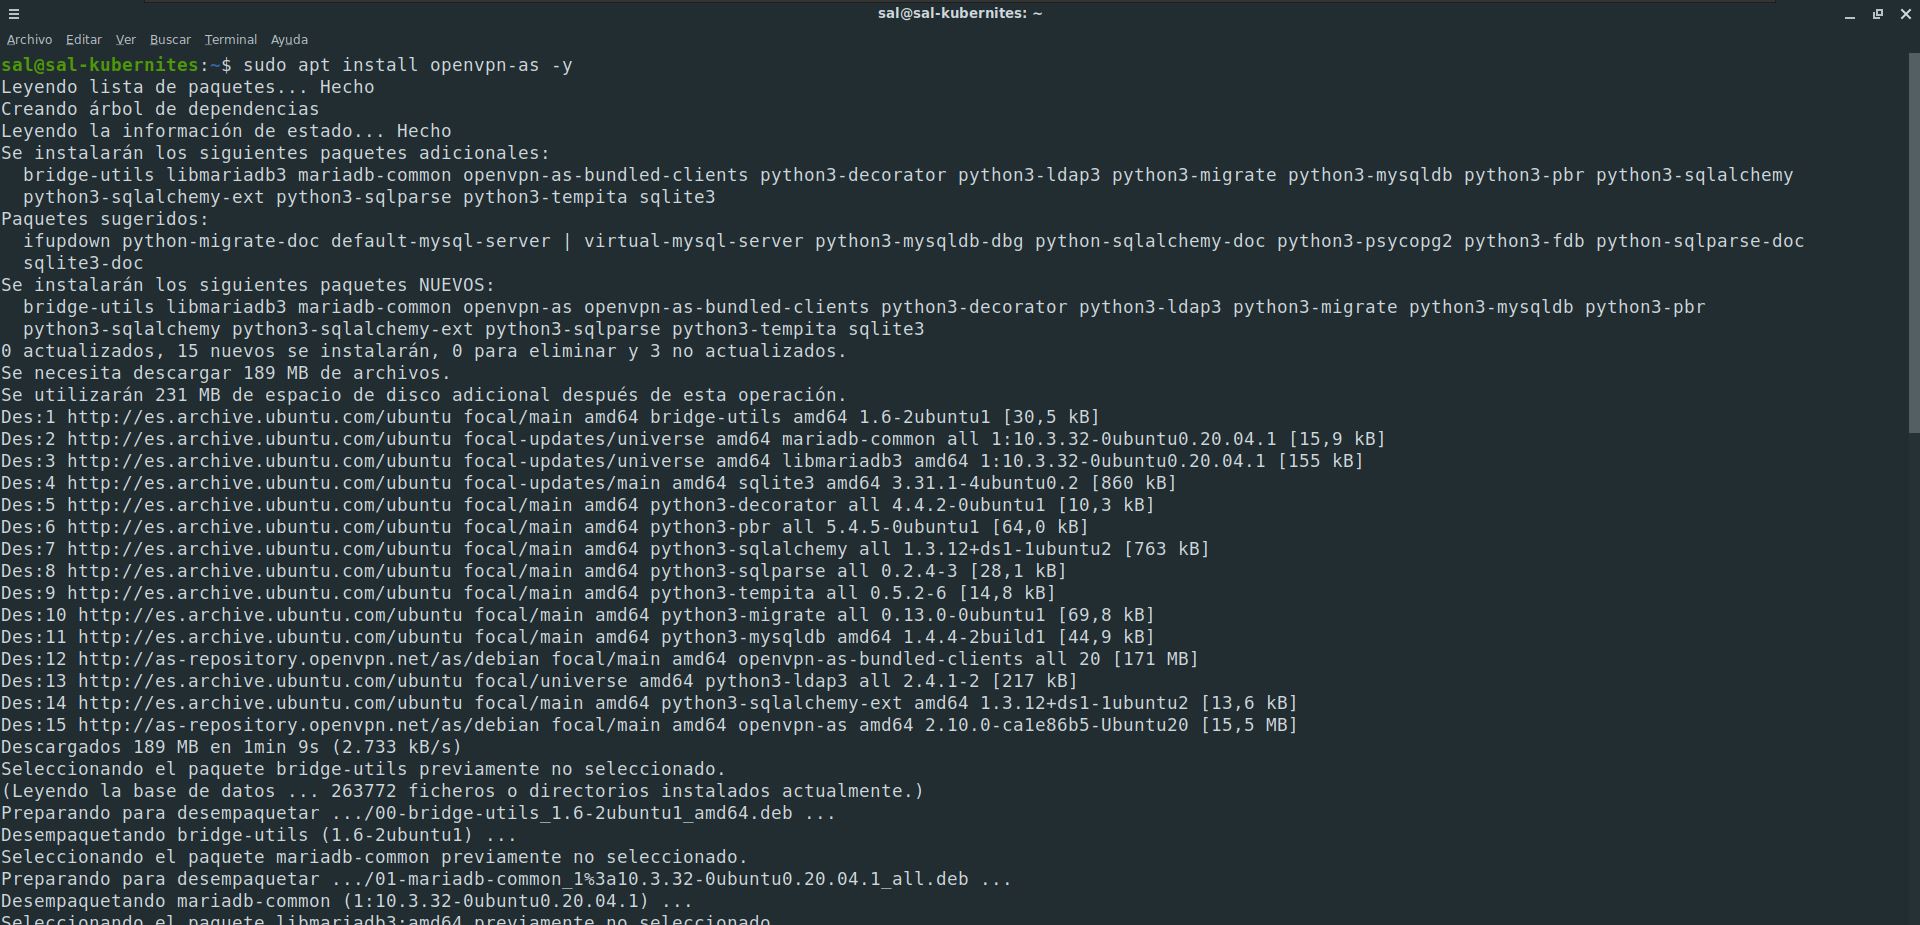 sal@sal-kubernites: ~
Archivo Editar Ver Buscar Terminal Ayuda
sal@sal-kubernites:~$ sudo apt install openvpn-as -y
Leyendo lista de paquetes... Hecho
Creando árbol de dependencias
Leyendo la información de estado... Hecho
Se instalarán los siguientes paquetes adicionales:
  bridge-utils libmariadb3 mariadb-common openvpn-as-bundled-clients python3-decorator python3-ldap3 python3-migrate python3-mysqldb python3-pbr python3-sqlalchemy
  python3-sqlalchemy-ext python3-sqlparse python3-tempita sqlite3
Paquetes sugeridos:
  ifupdown python-migrate-doc default-mysql-server | virtual-mysql-server python3-mysqldb-dbg python-sqlalchemy-doc python3-psycopg2 python3-fdb python-sqlparse-doc
  sqlite3-doc
Se instalarán los siguientes paquetes NUEVOS:
  bridge-utils libmariadb3 mariadb-common openvpn-as openvpn-as-bundled-clients python3-decorator python3-ldap3 python3-migrate python3-mysqldb python3-pbr
  python3-sqlalchemy python3-sqlalchemy-ext python3-sqlparse python3-tempita sqlite3
0 actualizados, 15 nuevos se instalarán, 0 para eliminar y 3 no actualizados.
Se necesita descargar 189 MB de archivos.
Se utilizarán 231 MB de espacio de disco adicional después de esta operación.
Des:1 http://es.archive.ubuntu.com/ubuntu focal/main amd64 bridge-utils amd64 1.6-2ubuntu1 [30,5 kB]
Des:2 http://es.archive.ubuntu.com/ubuntu focal-updates/universe amd64 mariadb-common all 1:10.3.32-0ubuntu0.20.04.1 [15,9 kB]
Des:3 http://es.archive.ubuntu.com/ubuntu focal-updates/universe amd64 libmariadb3 amd64 1:10.3.32-0ubuntu0.20.04.1 [155 kB]
Des:4 http://es.archive.ubuntu.com/ubuntu focal-updates/main amd64 sqlite3 amd64 3.31.1-4ubuntu0.2 [860 kB]
Des:5 http://es.archive.ubuntu.com/ubuntu focal/main amd64 python3-decorator all 4.4.2-0ubuntu1 [10,3 kB]
Des:6 http://es.archive.ubuntu.com/ubuntu focal/main amd64 python3-pbr all 5.4.5-0ubuntu1 [64,0 kB]
Des:7 http://es.archive.ubuntu.com/ubuntu focal/main amd64 python3-sqlalchemy all 1.3.12+ds1-1ubuntu2 [763 kB]
Des:8 http://es.archive.ubuntu.com/ubuntu focal/main amd64 python3-sqlparse all 0.2.4-3 [28,1 kB]
Des:9 http://es.archive.ubuntu.com/ubuntu focal/main amd64 python3-tempita all 0.5.2-6 [14,8 kB]
Des:10 http://es.archive.ubuntu.com/ubuntu focal/main amd64 python3-migrate all 0.13.0-0ubuntu1 [69,8 kB]
Des:11 http://es.archive.ubuntu.com/ubuntu focal/main amd64 python3-mysqldb amd64 1.4.4-2build1 [44,9 kB]
Des:12 http://as-repository.openvpn.net/as/debian focal/main amd64 openvpn-as-bundled-clients all 20 [171 MB]
Des:13 http://es.archive.ubuntu.com/ubuntu focal/universe amd64 python3-ldap3 all 2.4.1-2 [217 kB]
Des:14 http://es.archive.ubuntu.com/ubuntu focal/main amd64 python3-sqlalchemy-ext amd64 1.3.12+ds1-1ubuntu2 [13,6 kB]
Des:15 http://as-repository.openvpn.net/as/debian focal/main amd64 openvpn-as amd64 2.10.0-ca1e86b5-Ubuntu20 [15,5 MB]
Descargados 189 MB en 1min 9s (2.733 kB/s)
Seleccionando el paquete bridge-utils previamente no seleccionado.
(Leyendo la base de datos ... 263772 ficheros o directorios instalados actualmente.)
Preparando para desempaquetar .../00-bridge-utils_1.6-2ubuntu1_amd64.deb ...
Desempaquetando bridge-utils (1.6-2ubuntu1) ...
Seleccionando el paquete mariadb-common previamente no seleccionado.
Preparando para desempaquetar .../01-mariadb-common_1%3a10.3.32-0ubuntu0.20.04.1_all.deb ...
Desempaquetando mariadb-common (1:10.3.32-0ubuntu0.20.04.1) ...
Seleccionando el paquete libmariadb3:amd64 previamente no seleccionado.